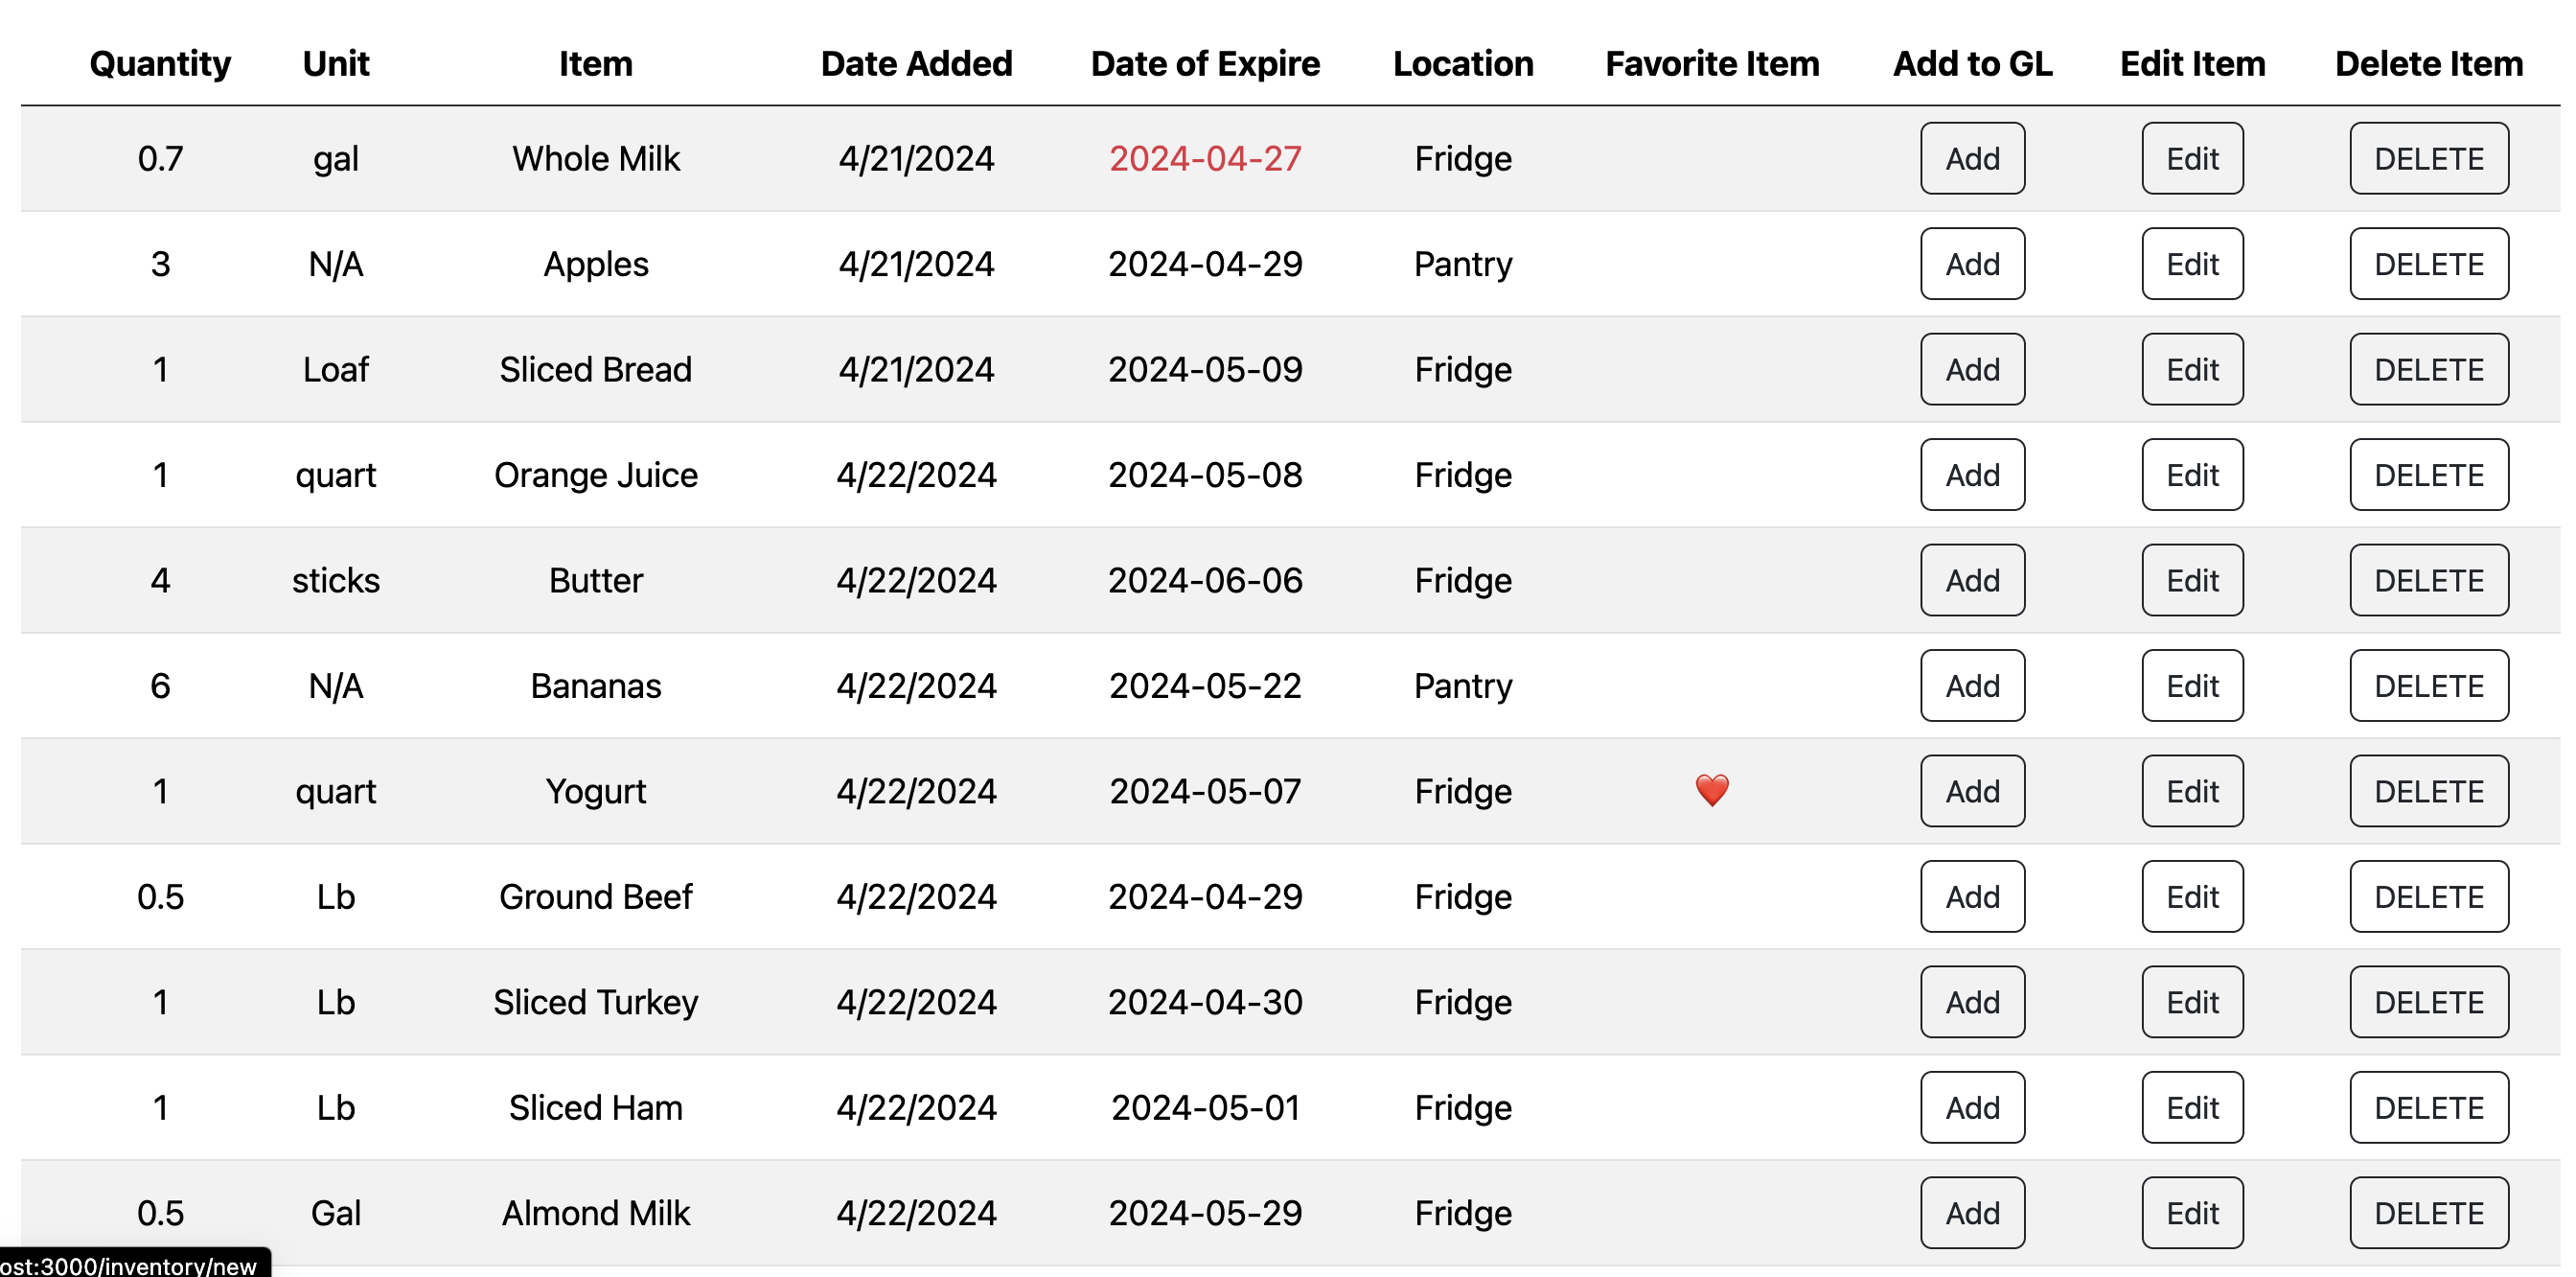 Quantity Unit Item Date Added Date of Expire Location Favorite Item Add to GL Edit Item Delete Item
0.7 gal Whole Milk 4/21/2024 2024-04-27 Fridge Add Edit DELETE
3 N/A Apples 4/21/2024 2024-04-29 Pantry Add Edit DELETE
1 Loaf Sliced Bread 4/21/2024 2024-05-09 Fridge Add Edit DELETE
1 quart Orange Juice 4/22/2024 2024-05-08 Fridge Add Edit DELETE
4 sticks Butter 4/22/2024 2024-06-06 Fridge Add Edit DELETE
6 N/A Bananas 4/22/2024 2024-05-22 Pantry Add Edit DELETE
1 quart Yogurt 4/22/2024 2024-05-07 Fridge ❤️ Add Edit DELETE
0.5 Lb Ground Beef 4/22/2024 2024-04-29 Fridge Add Edit DELETE
1 Lb Sliced Turkey 4/22/2024 2024-04-30 Fridge Add Edit DELETE
1 Lb Sliced Ham 4/22/2024 2024-05-01 Fridge Add Edit DELETE
0.5 Gal Almond Milk 4/22/2024 2024-05-29 Fridge Add Edit DELETE
ost:3000/inventory/new